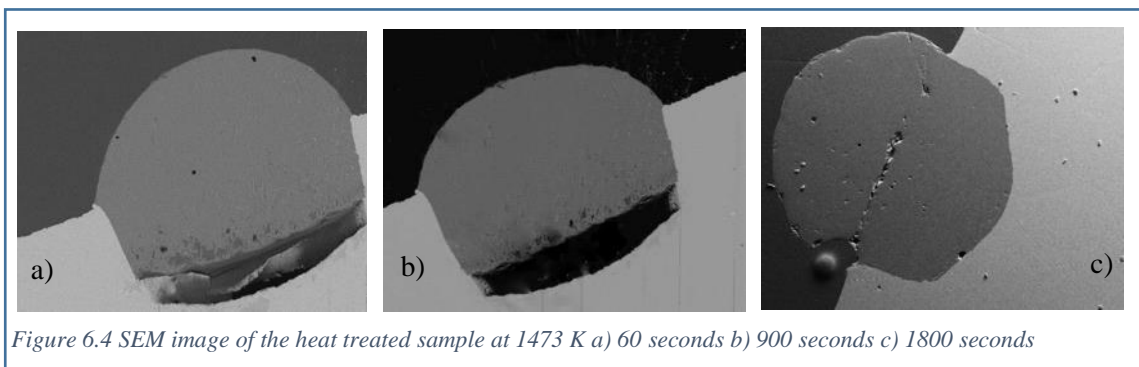 a)
b)
c)
Figure 6.4 SEM image of the heat treated sample at 1473 K a) 60 seconds b) 900 seconds c) 1800 seconds